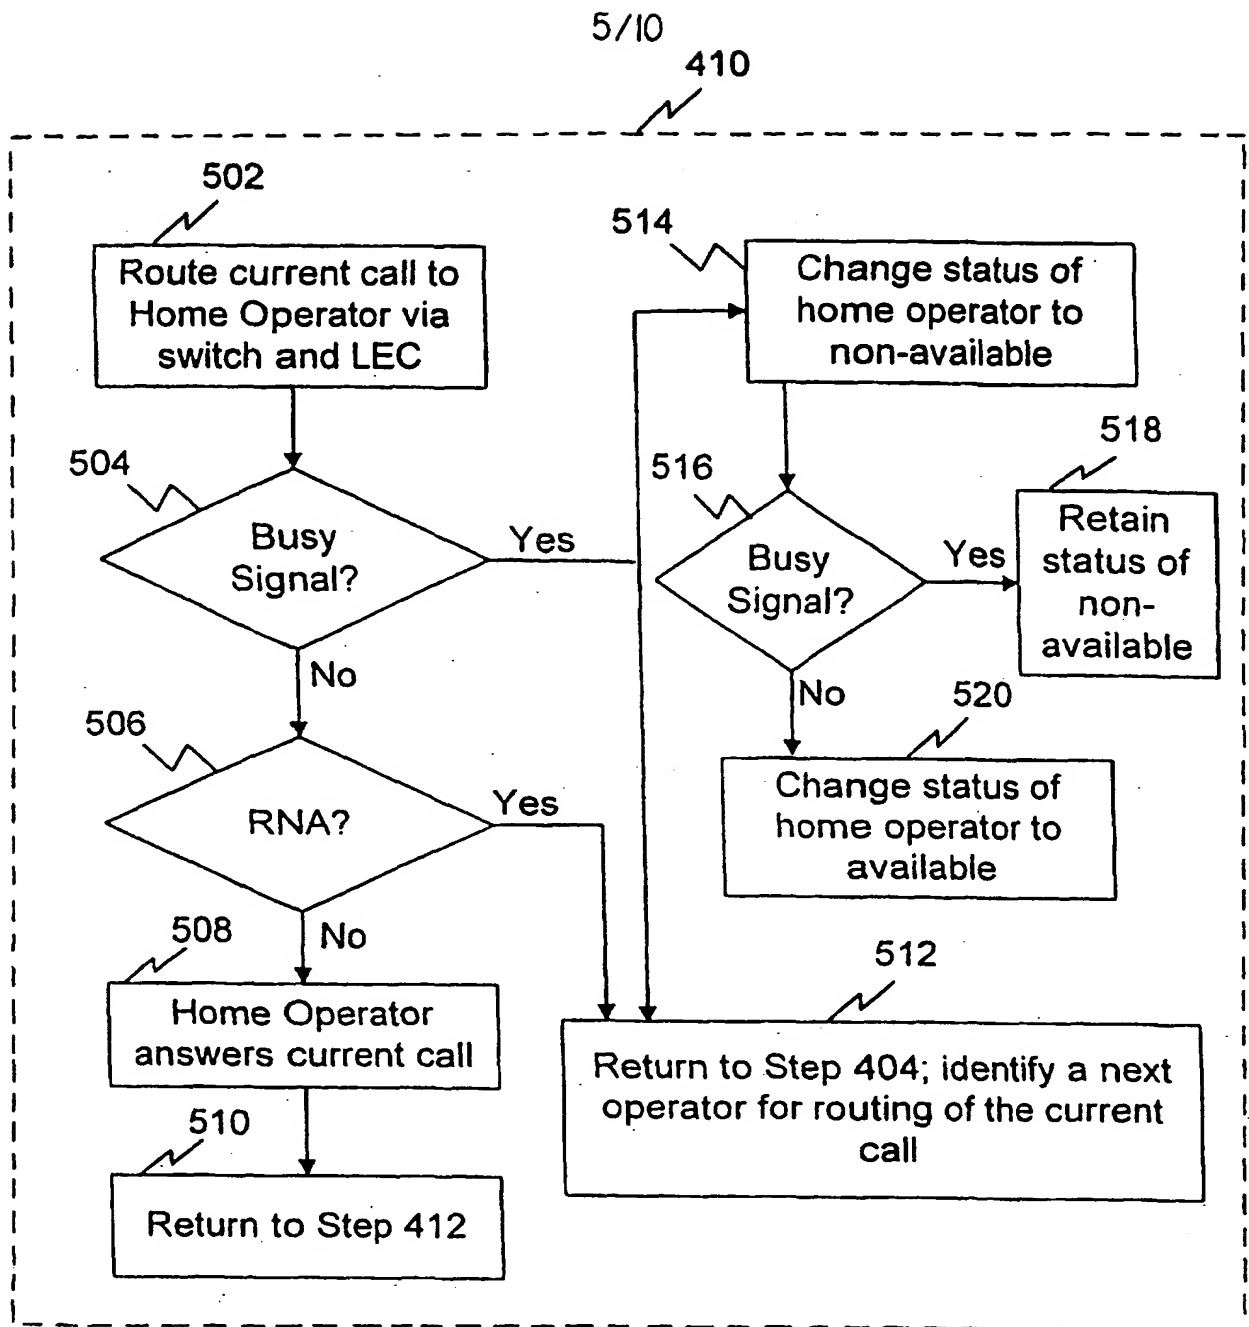 5/10
410
502
Route current call to
Home Operator via
switch and LEC
504
Busy
Signal?
Yes
No
506
RNA?
Yes
No
508
Home Operator
answers current call
510
Return to Step 412
514
Change status of
home operator to
non-available
516
Busy
Signal?
Yes
518
Retain
status of
non-
available
No
520
Change status of
home operator to
available
512
Return to Step 404; identify a next
operator for routing of the current
call